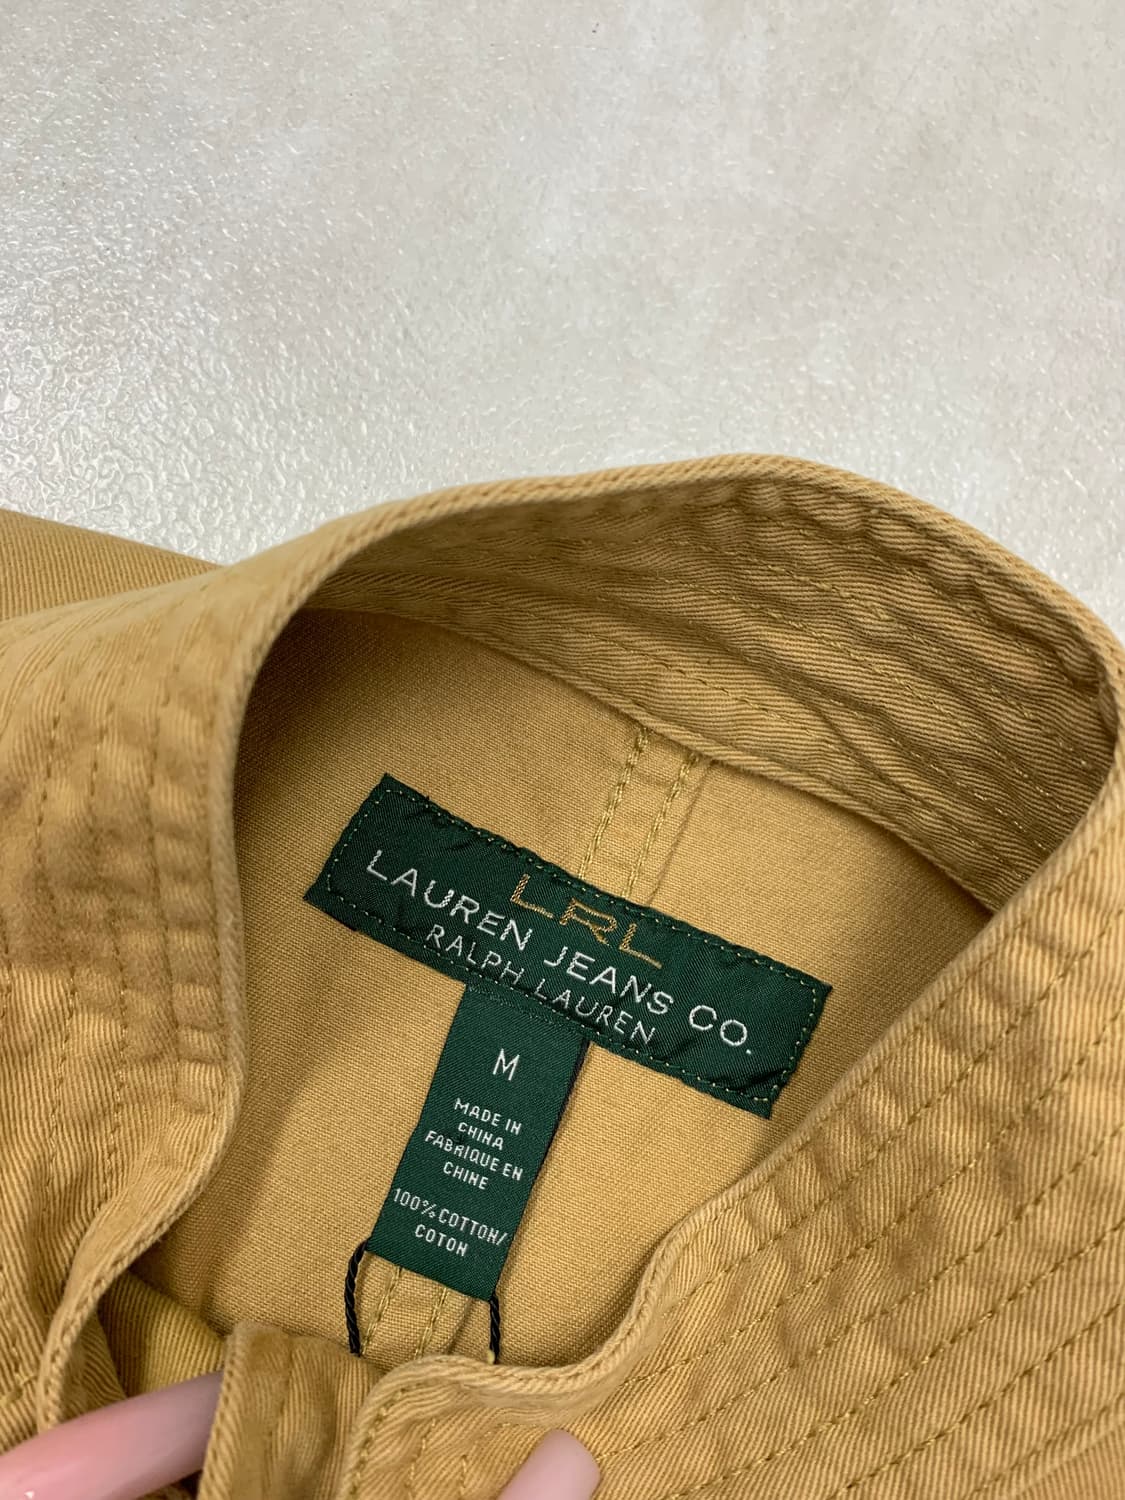 LRL
LAUREN JEANS CO.
RALPH LAUREN
M
MADE IN
CHINA
FABRIQUE EN
CHINE
100% COTTON/
COTON